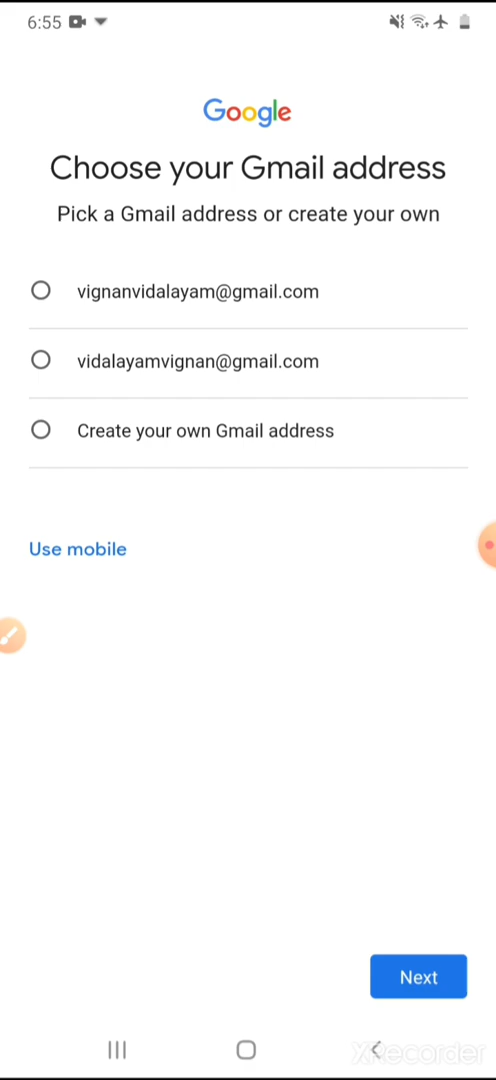 6:55
Google
Choose your Gmail address
Pick a Gmail address or create your own
vignanvidalayam@gmail.com
vidalayamvignan@gmail.com
Create your own Gmail address
Use mobile
Next
XRecorder